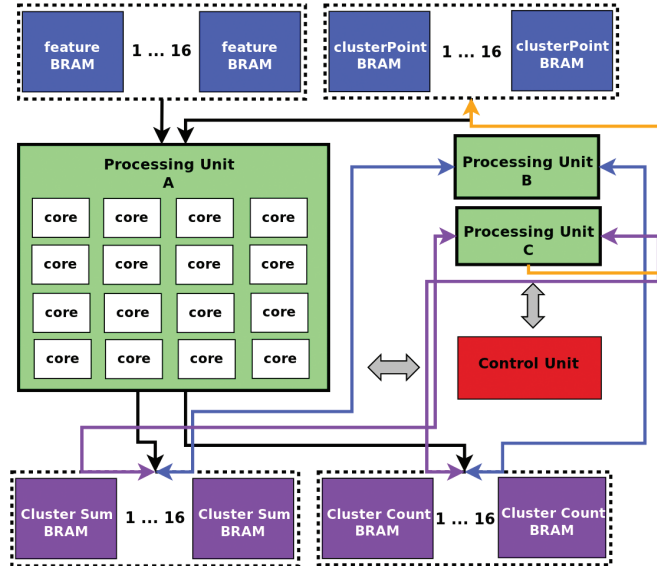 feature
BRAM
1 ... 16
feature
BRAM
clusterPoint
BRAM
1 ... 16
clusterPoint
BRAM
Processing Unit
A
core core core core
core core core core
core core core core
core core core core
Processing Unit
B
Processing Unit
C
Control Unit
Cluster Sum
BRAM
1 ... 16
Cluster Sum
BRAM
Cluster Count
BRAM
1 ... 16
Cluster Count
BRAM